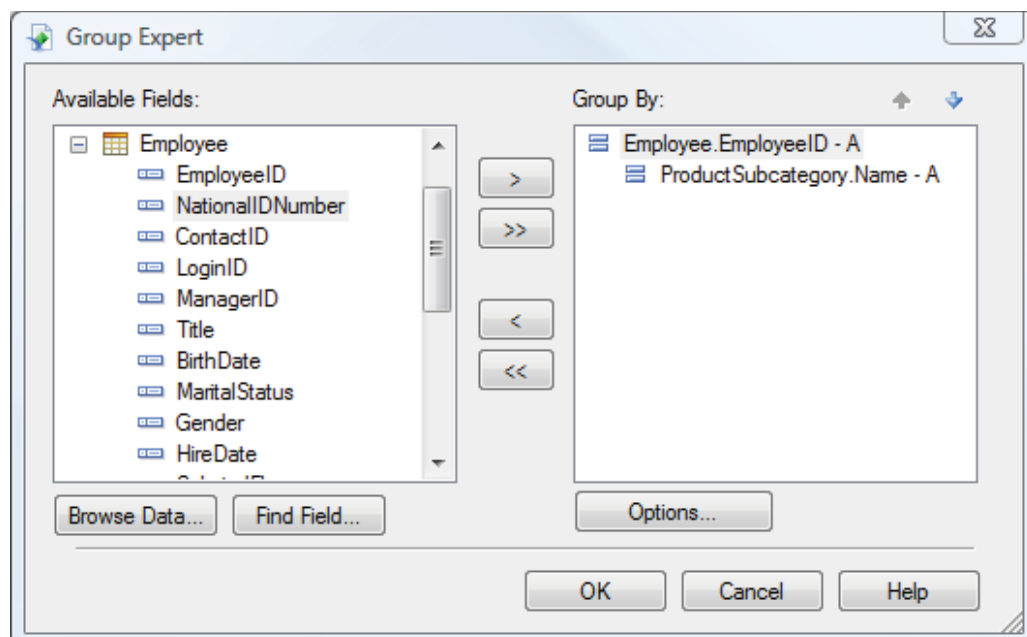 Group Expert
Available Fields:
Group By:
Employee
EmployeeID
NationalIDNumber
ContactID
LoginID
ManagerID
Title
BirthDate
MaritalStatus
Gender
HireDate
>
>>
<
<<
Employee.EmployeeID - A
ProductSubcategory.Name - A
Browse Data...
Find Field...
Options...
OK
Cancel
Help